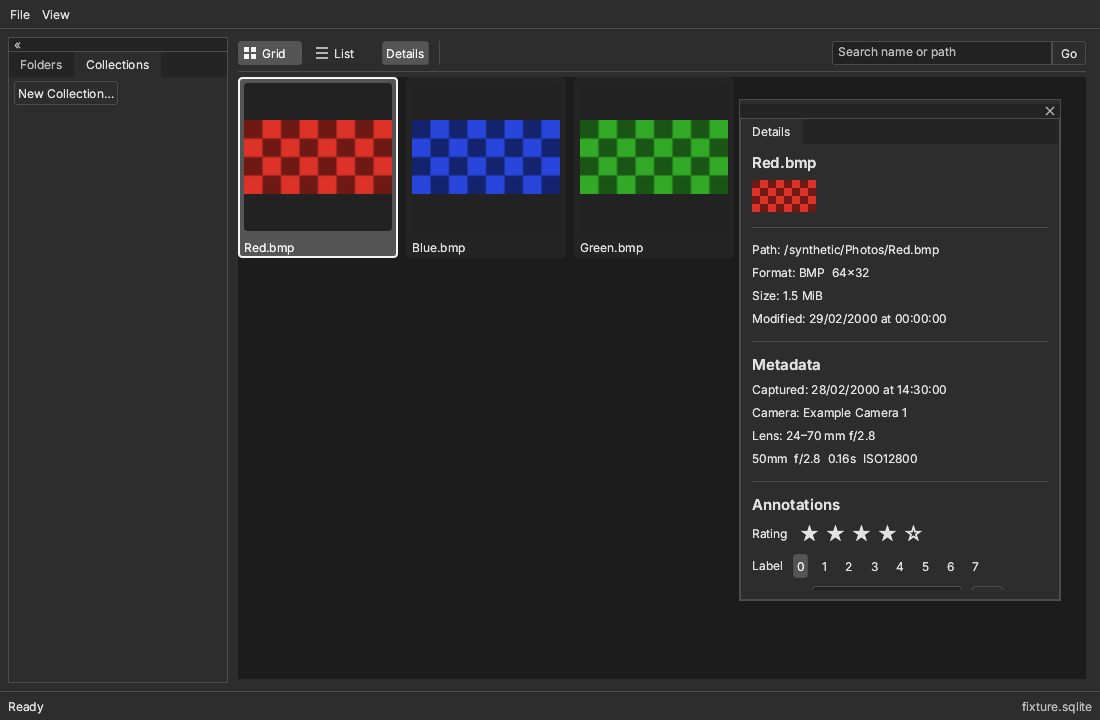 File View
«
Folders Collections
New Collection...
Grid List Details
Search name or path Go
Red.bmp Blue.bmp Green.bmp
Details
Red.bmp
Path: /synthetic/Photos/Red.bmp
Format: BMP 64×32
Size: 1.5 MiB
Modified: 29/02/2000 at 00:00:00
Metadata
Captured: 28/02/2000 at 14:30:00
Camera: Example Camera 1
Lens: 24–70 mm f/2.8
50mm f/2.8 0.16s ISO12800
Annotations
Rating ★ ★ ★ ★ ☆
Label 0 1 2 3 4 5 6 7
Ready fixture.sqlite